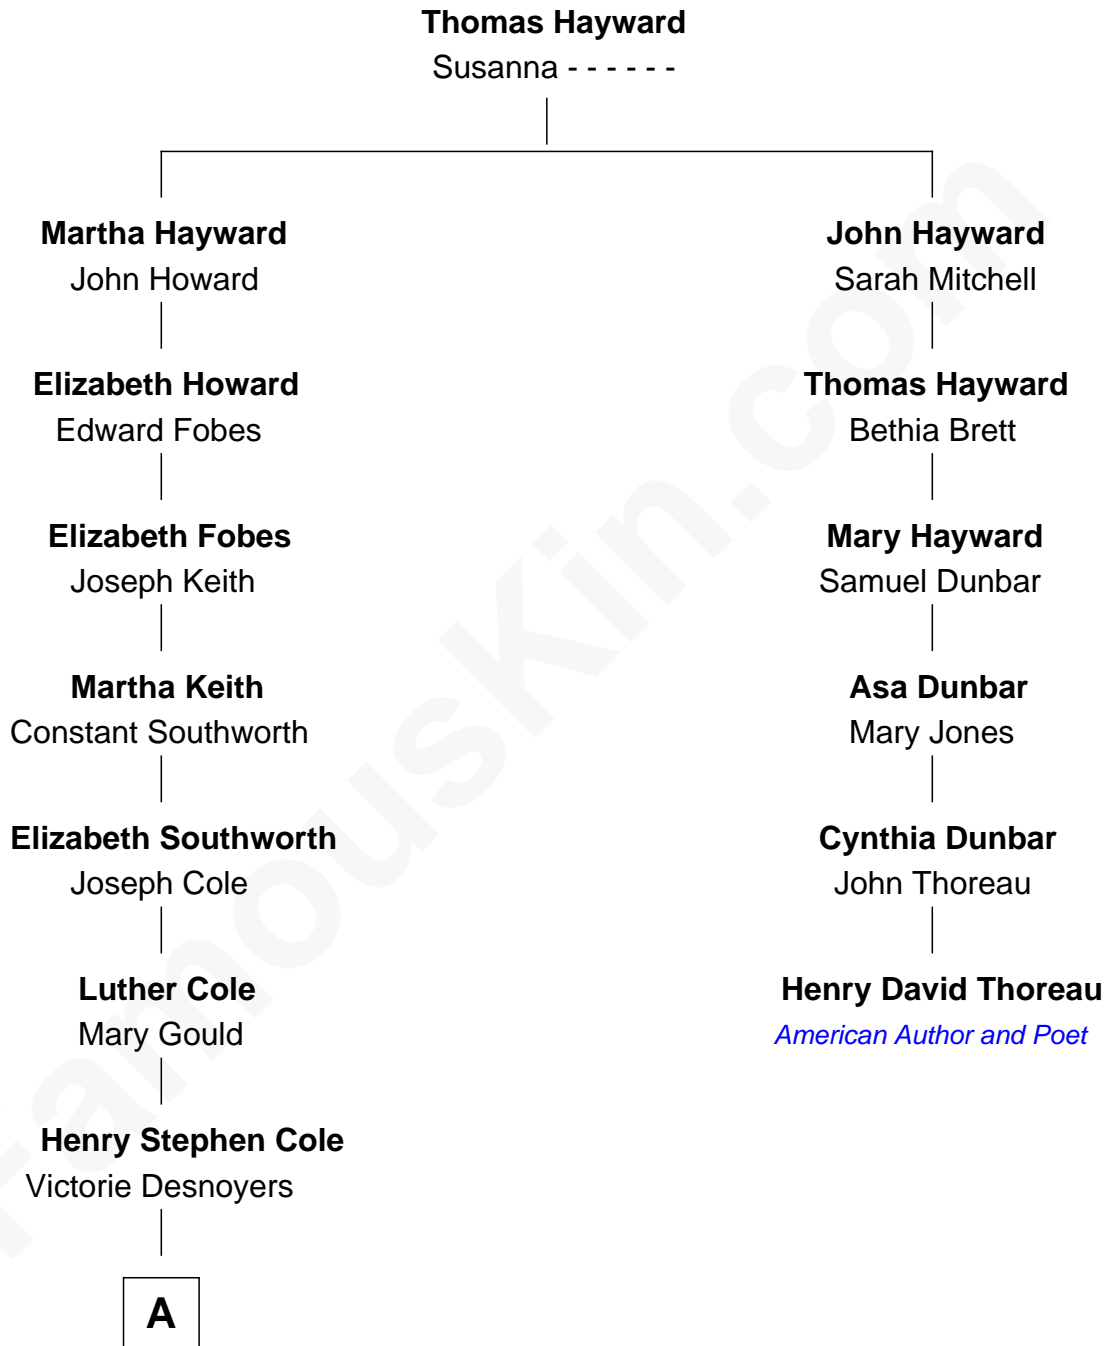 Thomas Hayward
Susanna - - - - - -
Martha Hayward
John Howard
John Hayward
Sarah Mitchell
Elizabeth Howard
Edward Fobes
Thomas Hayward
Bethia Brett
Elizabeth Fobes
Joseph Keith
Mary Hayward
Samuel Dunbar
Martha Keith
Constant Southworth
Asa Dunbar
Mary Jones
Elizabeth Southworth
Joseph Cole
Cynthia Dunbar
John Thoreau
Luther Cole
Mary Gould
Henry David Thoreau
American Author and Poet
Henry Stephen Cole
Victorie Desnoyers
A
FamousKin.com